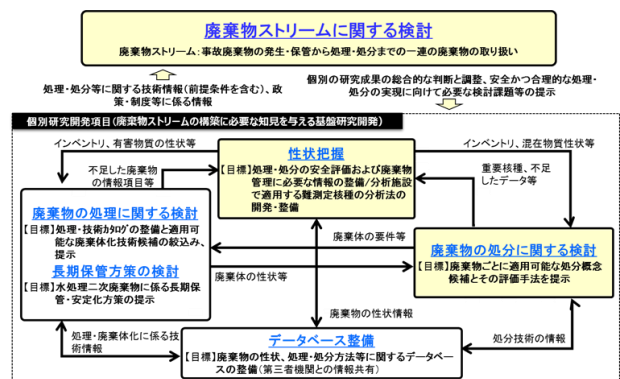 廃棄物ストリームに関する検討
廃棄物ストリーム：事故廃棄物の発生・保管から処理・処分までの一連の廃棄物の取り扱い
処理・処分等に関する技術情報(前提条件を含む)、政
策・制度等に係る情報
個別の研究成果の総合的な判断と調整、安全かつ合理的な処理・
処分の実現に向けて必要な検討課題等の提示
個別研究開発項目(廃棄物ストリームの構築に必要な知見を与える基盤研究開発)
インベントリ、有害物質の性状等
不足した廃棄物
の情報項目等
性状把握
【目標】処理・処分の安全評価および廃棄物
管理に必要な情報の整備/分析施設
で適用する難測定核種の分析法の
開発・整備
インベントリ、混在物質性状等
重要核種、不足
したデータ等
廃棄物の処理に関する検討
【目標】処理・技術カタログの整備と適用可
能な廃棄体化技術候補の絞込み、
提示
長期保管方策の検討
【目標】水処理二次廃棄物に係る長期保
管・安定化方策の提示
廃棄体の要件等
廃棄体の性状等
廃棄物の処分に関する検討
【目標】廃棄物ごとに適用可能な処分概念
候補とその評価手法を提示
廃棄物の性状情報
処理・廃棄体化に係る技
術情報
データベース整備
【目標】廃棄物の性状、処理・処分方法等に関するデータベー
スの整備(第三者機関との情報共有)
処分技術の情報